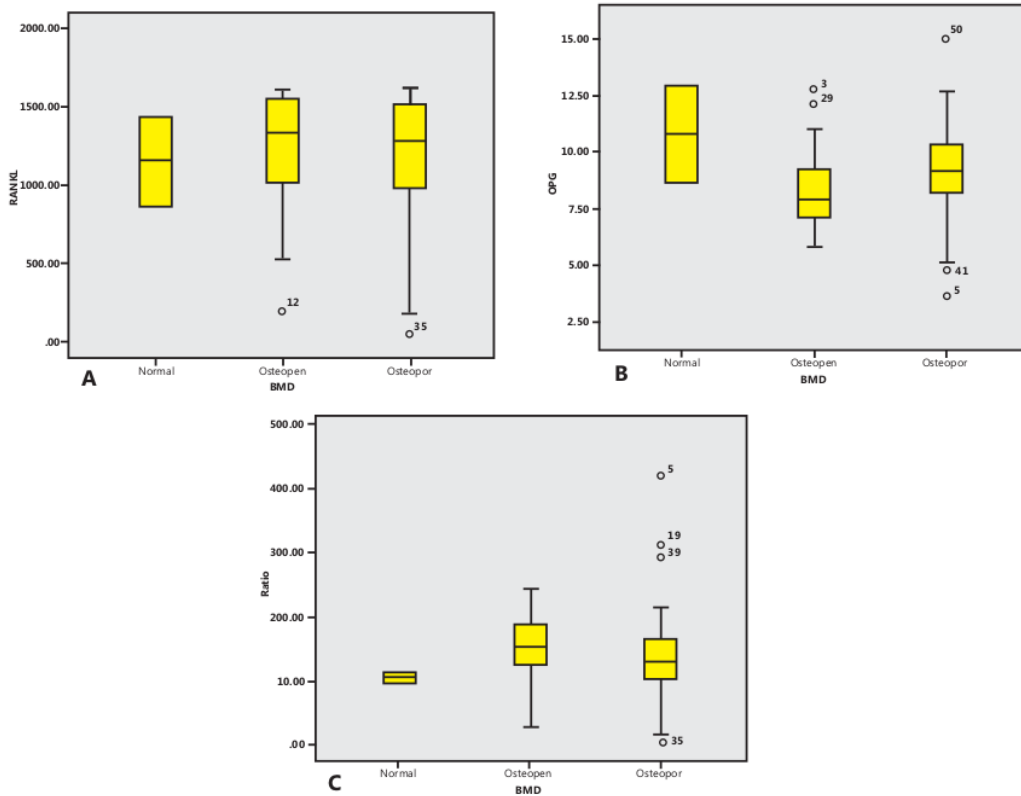 2000.00
1500.00
1000.00
500.00
.00
RANKL
12
35
Normal
Osteopen
Osteopor
BMD
A
15.00
12.50
10.00
7.50
5.00
2.50
OPG
50
3
29
41
5
Normal
Osteopen
Osteopor
BMD
B
500.00
400.00
300.00
200.00
10.00
.00
Ratio
5
19
39
35
Normal
Osteopen
Osteopor
BMD
C